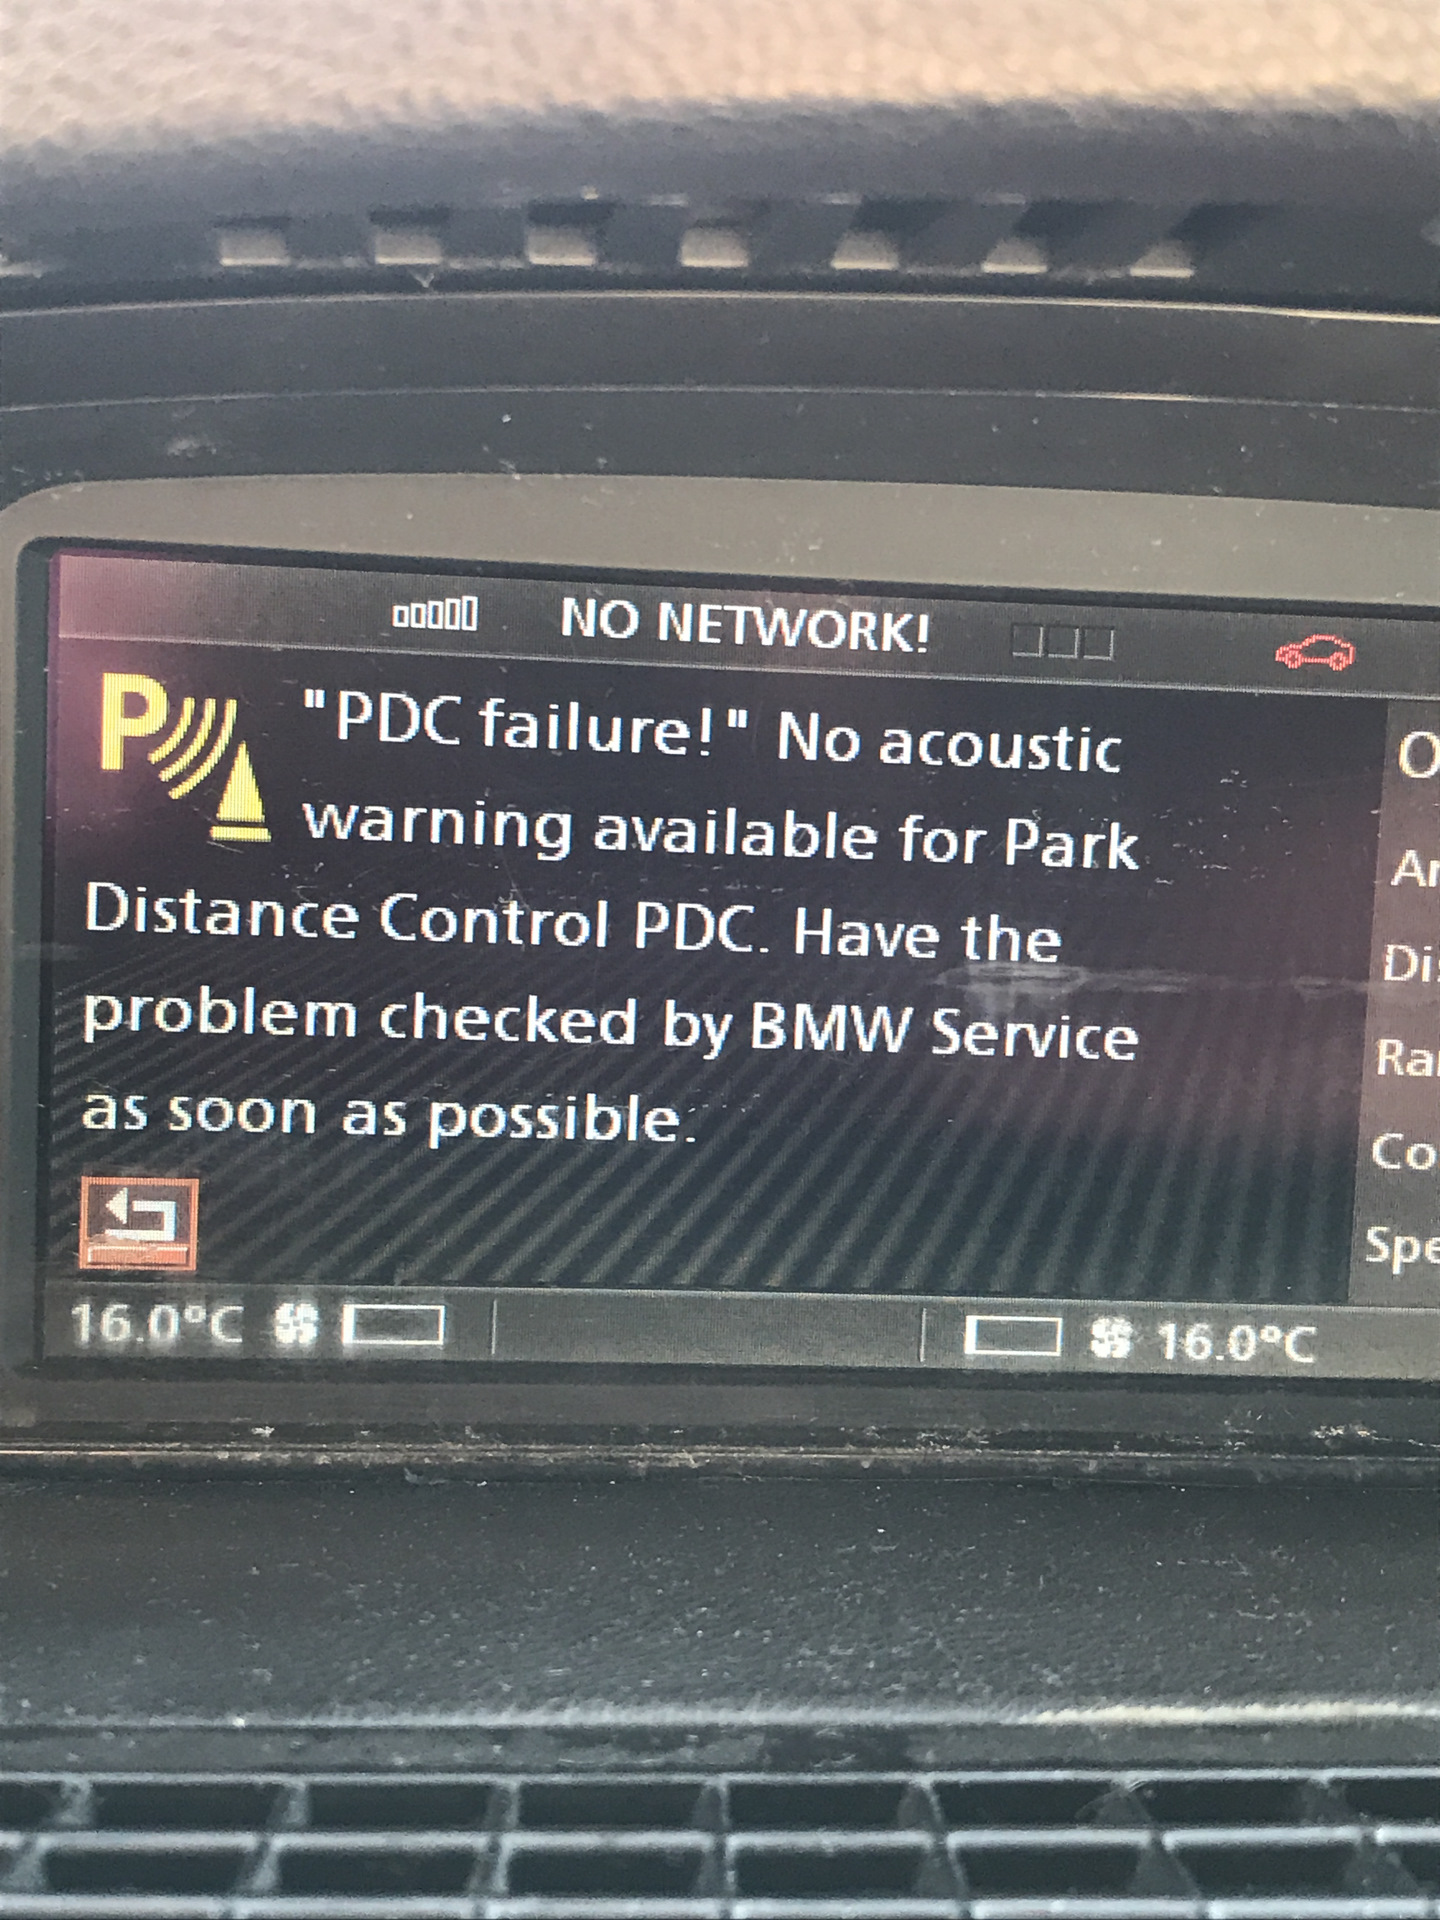 NO NETWORK!
P
"PDC failure!" No acoustic
warning available for Park
Distance Control PDC. Have the
problem checked by BMW Service
as soon as possible.
16.0°C 16.0°C